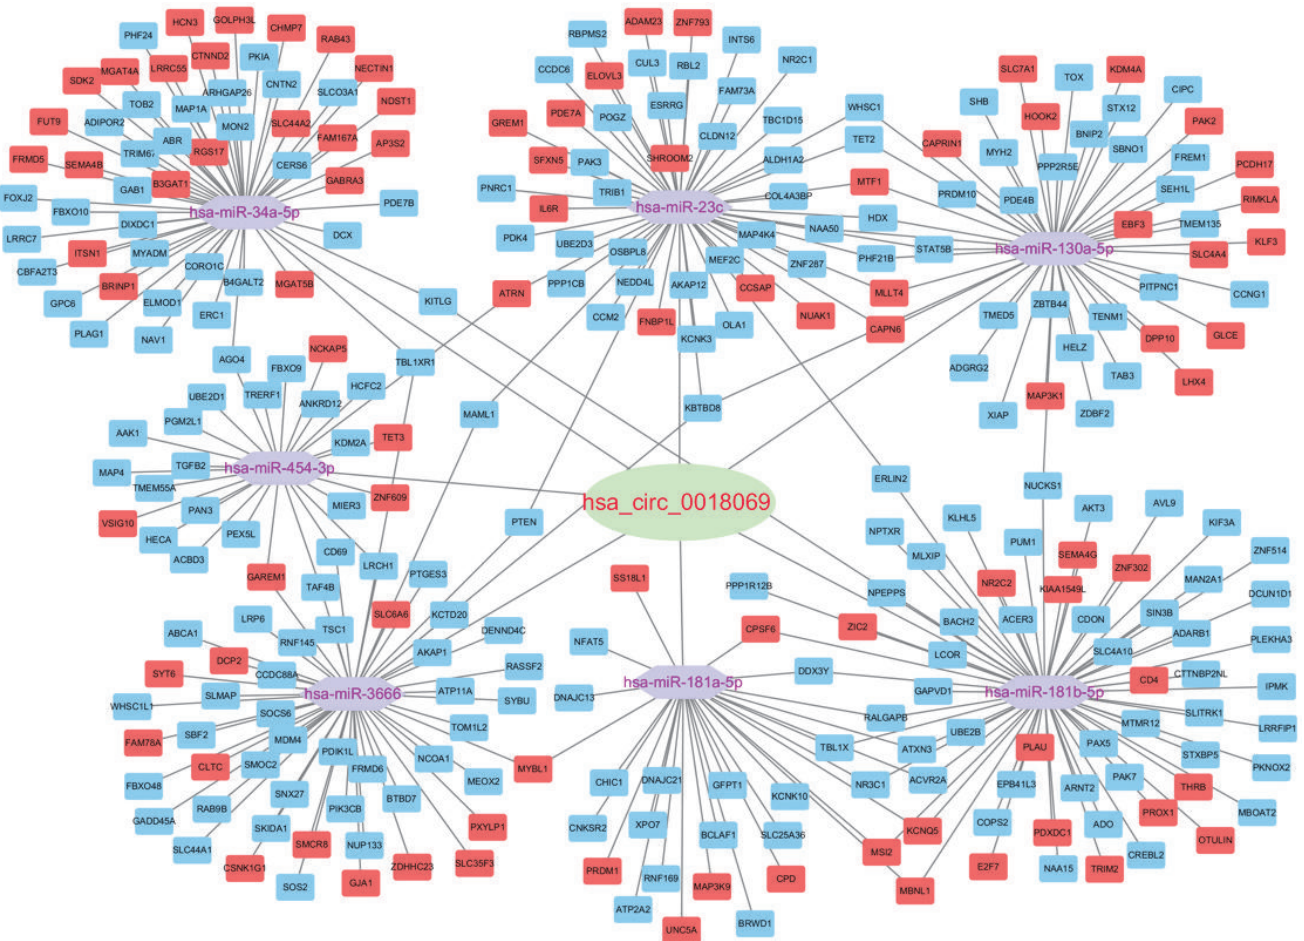 HCN3
GOLPH3L
CHMP7
PHF24
CTNND2
PKIA
RAB43
SDK2
MGAT4A
LRRC55
ARHGAP26
CNTN2
NECTIN1
SLCO3A1
TOB2
MAP1A
NDST1
FUT9
ADIPOR2
ABR
MON2
SLC44A2
FAM167A
AP3S2
FRMD5
SEMA4B
RGS17
CERS6
GAB1
B3GAT1
GABRA3
FOXJ2
FBXO10
hsa-miR-34a-5p
PDE7B
LRRC7
DIXDC1
DCX
ITSN1
MYADM
CBFA2T3
BRINP1
CORO1C
B4GALT2
MGAT5B
GPC6
ELMOD1
ERC1
KITLG
PLAG1
NAV1
AGO4
TBL1XR1
ADAM23
ZNF793
RBPMS2
INTS6
CCDC6
CUL3
RBL2
NR2C1
ELOVL3
FAM73A
PDE7A
ESRRG
WHSC1
GREM1
POGZ
TBC1D15
CLDN12
TET2
SFXN5
PAK3
SHROOM2
ALDH1A2
CAPRIN1
PNRC1
TRIB1
COL4A3BP
MTF1
PRDM10
IL6R
hsa-miR-23c
HDX
PDK4
UBE2D3
OSBPL8
MAP4K4
NAA50
STAT5B
MEF2C
ZNF287
PHF21B
ATRN
PPP1CB
NEDD4L
AKAP12
CCSAP
MLLT4
CCM2
FNBP1L
OLA1
NUAK1
CAPN6
KCNK3
KBTBD8
SLC7A1
TOX
KDM4A
CIPC
SHB
HOOK2
STX12
PAK2
MYH2
BNIP2
SBNO1
PPP2R5E
FREM1
PCDH17
PDE4B
SEH1L
RIMKLA
EBF3
TMEM135
hsa-miR-130a-5p
SLC4A4
KLF3
PITPNC1
CCNG1
ZBTB44
TMED5
TENM1
GLCE
ADGRG2
HELZ
DPP10
TAB3
LHX4
MAP3K1
XIAP
ZDBF2
NCKAP5
FBXO9
HCFC2
UBE2D1
TRERF1
ANKRD12
PGM2L1
MAML1
AAK1
KDM2A
TET3
MAP4
TGFB2
hsa-miR-454-3p
TMEM55A
VSIG10
PAN3
MIER3
ZNF609
HECA
PEX5L
ACBD3
CD69
LRCH1
GAREM1
TAF4B
PTGES3
PTEN
hsa_circ_0018069
ERLIN2
NUCKS1
SLC6A6
KCTD20
LRP6
TSC1
ABCA1
RNF145
DENND4C
DCP2
AKAP1
SYT6
CCDC88A
RASSF2
SLMAP
hsa-miR-3666
ATP11A
SYBU
WHSC1L1
SOCS6
TOM1L2
FAM78A
SBF2
MDM4
PDIK1L
NCOA1
MYBL1
CLTC
SMOC2
FRMD6
MEOX2
FBXO48
SNX27
BTBD7
GADD45A
RAB9B
PIK3CB
SKIDA1
PXYLP1
SLC44A1
SMCR8
NUP133
ZDHHC23
SLC35F3
CSNK1G1
SOS2
GJA1
SS18L1
PPP1R12B
NFAT5
CPSF6
ZIC2
DNAJC13
hsa-miR-181a-5p
DDX3Y
GAPVD1
RALGAPB
TBL1X
ATXN3
UBE2B
NR3C1
ACVR2A
CHIC1
DNAJC21
GFPT1
KCNK10
CNKSR2
XPO7
BCLAF1
SLC25A36
KCNQ5
MSI2
PRDM1
RNF169
MAP3K9
CPD
MBNL1
ATP2A2
UNC5A
BRWD1
KLHL5
AKT3
AVL9
NPTXR
KIF3A
MLXIP
PUM1
SEMA4G
ZNF302
ZNF514
NR2C2
KIAA1549L
MAN2A1
NPEPPS
DCUN1D1
BACH2
ACER3
CDON
SIN3B
ADARB1
LCOR
SLC4A10
PLEKHA3
CD4
CTTNBP2NL
IPMK
hsa-miR-181b-5p
SLITRK1
MTMR12
LRRFIP1
PLAU
PAX5
STXBP5
PKNOX2
EPB41L3
ARNT2
PAK7
THRB
MBOAT2
COPS2
PDXDC1
ADO
PROX1
OTULIN
E2F7
NAA15
TRIM2
CREBL2